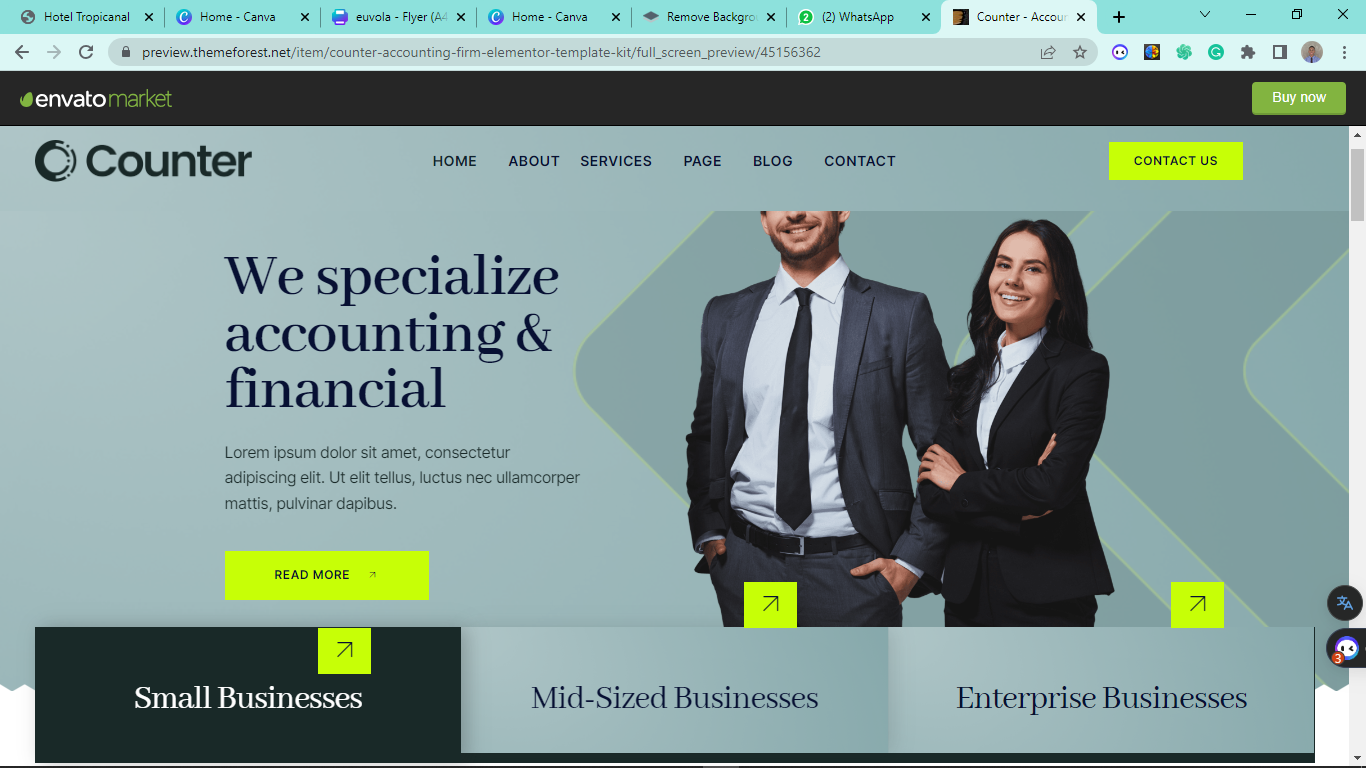 Hotel Tropicanal
Home - Canva
euvola - Flyer (A4
Home - Canva
Remove Backgro
(2) WhatsApp
Counter - Accour
preview.themeforest.net/item/counter-accounting-firm-elementor-template-kit/full_screen_preview/45156362
envatomarket
Buy now
Counter
HOME
ABOUT
SERVICES
PAGE
BLOG
CONTACT
CONTACT US
We specialize
accounting &
financial
Lorem ipsum dolor sit amet, consectetur
adipiscing elit. Ut elit tellus, luctus nec ullamcorper
mattis, pulvinar dapibus.
READ MORE
3
Small Businesses
Mid-Sized Businesses
Enterprise Businesses